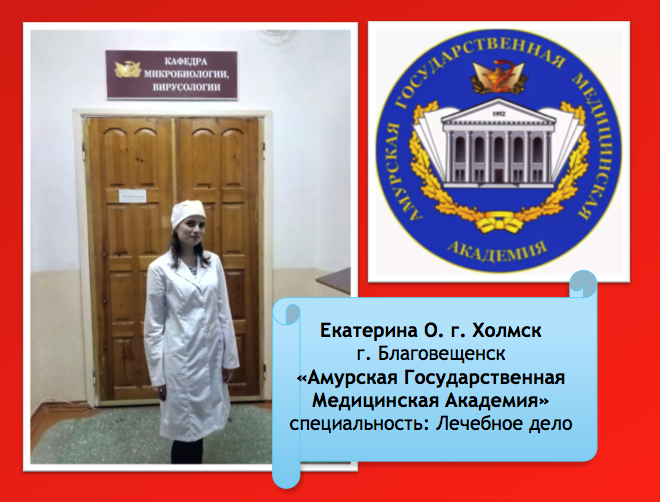 КАФЕДРА
МИКРОБИОЛОГИИ,
ВИРУСОЛОГИИ
АМУРСКАЯ ГОСУДАРСТВЕННАЯ МЕДИЦИНСКАЯ
АКАДЕМИЯ
1952
Екатерина О. г. Холмск
г. Благовещенск
«Амурская Государственная
Медицинская Академия»
специальность: Лечебное дело